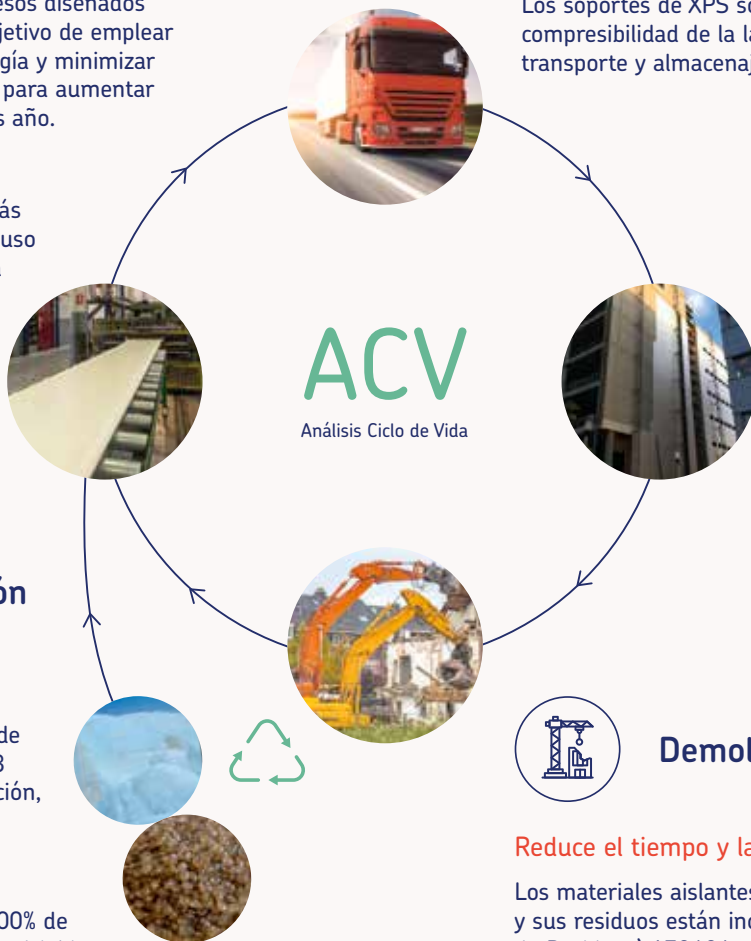 esos diseñados
jetivo de emplear
gía y minimizar
para aumentar
s año.
ás
uso
Los soportes de XPS so
compresibilidad de la la
transporte y almacenaj
ACV
Análisis Ciclo de Vida
ón
de
3
ción,
00% de
Demol
Reduce el tiempo y la
Los materiales aislantes
y sus residuos están inc